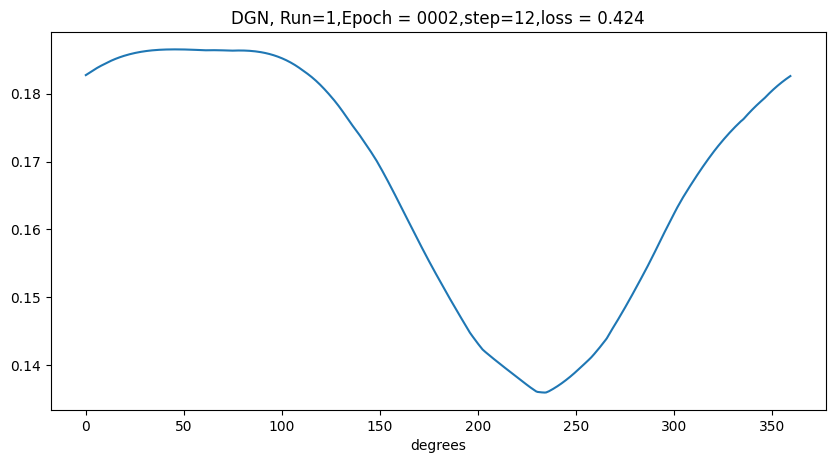 DGN, Run=1,Epoch = 0002,step=12,loss = 0.424
0.18
0.17
0.16
0.15
0.14
0 50 100 150 200 250 300 350
degrees